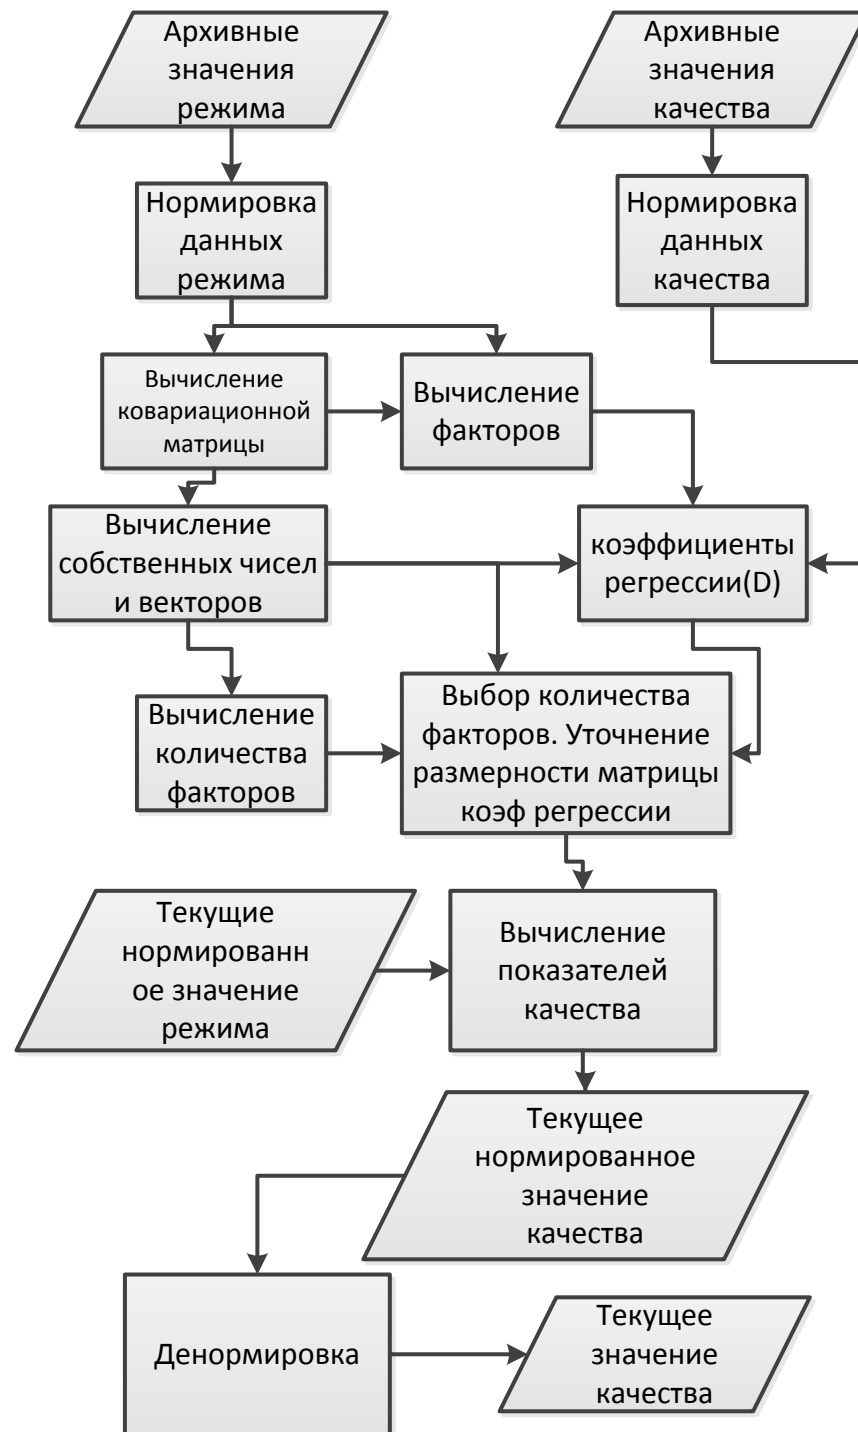 Архивные
значения
режима
Архивные
значения
качества
Нормировка
данных
режима
Нормировка
данных
качества
Вычисление
ковариационной
матрицы
Вычисление
факторов
Вычисление
собственных чисел
и векторов
коэффициенты
регрессии(D)
Вычисление
количества
факторов
Выбор количества
факторов. Уточнение
размерности матрицы
коэф регрессии
Текущие
нормированн
ое значение
режима
Вычисление
показателей
качества
Текущее
нормированное
значение
качества
Денормировка
Текущее
значение
качества